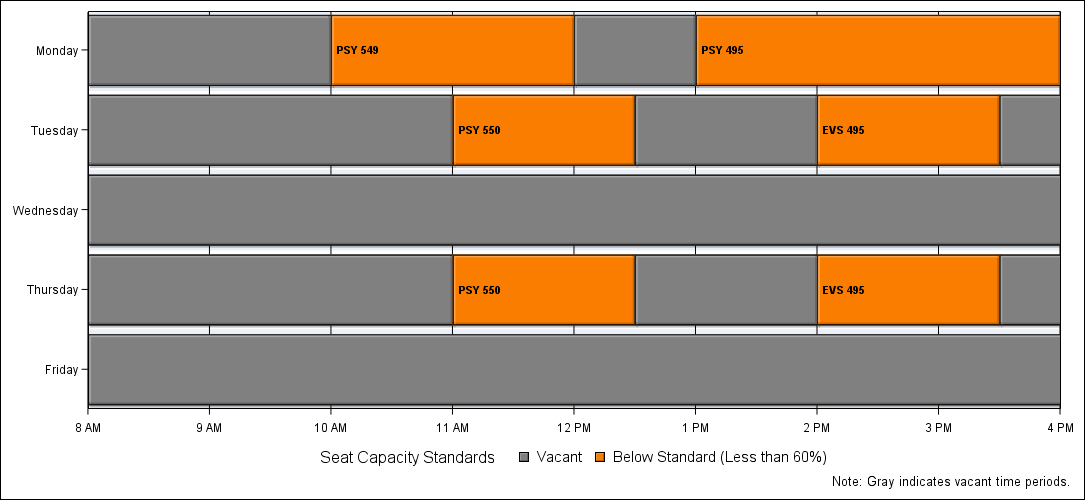 Monday
PSY 549
PSY 495
Tuesday
PSY 550
EVS 495
Wednesday
Thursday
PSY 550
EVS 495
Friday
8 AM 9 AM 10 AM 11 AM 12 PM 1 PM 2 PM 3 PM 4 PM
Seat Capacity Standards Vacant Below Standard (Less than 60%)
Note: Gray indicates vacant time periods.